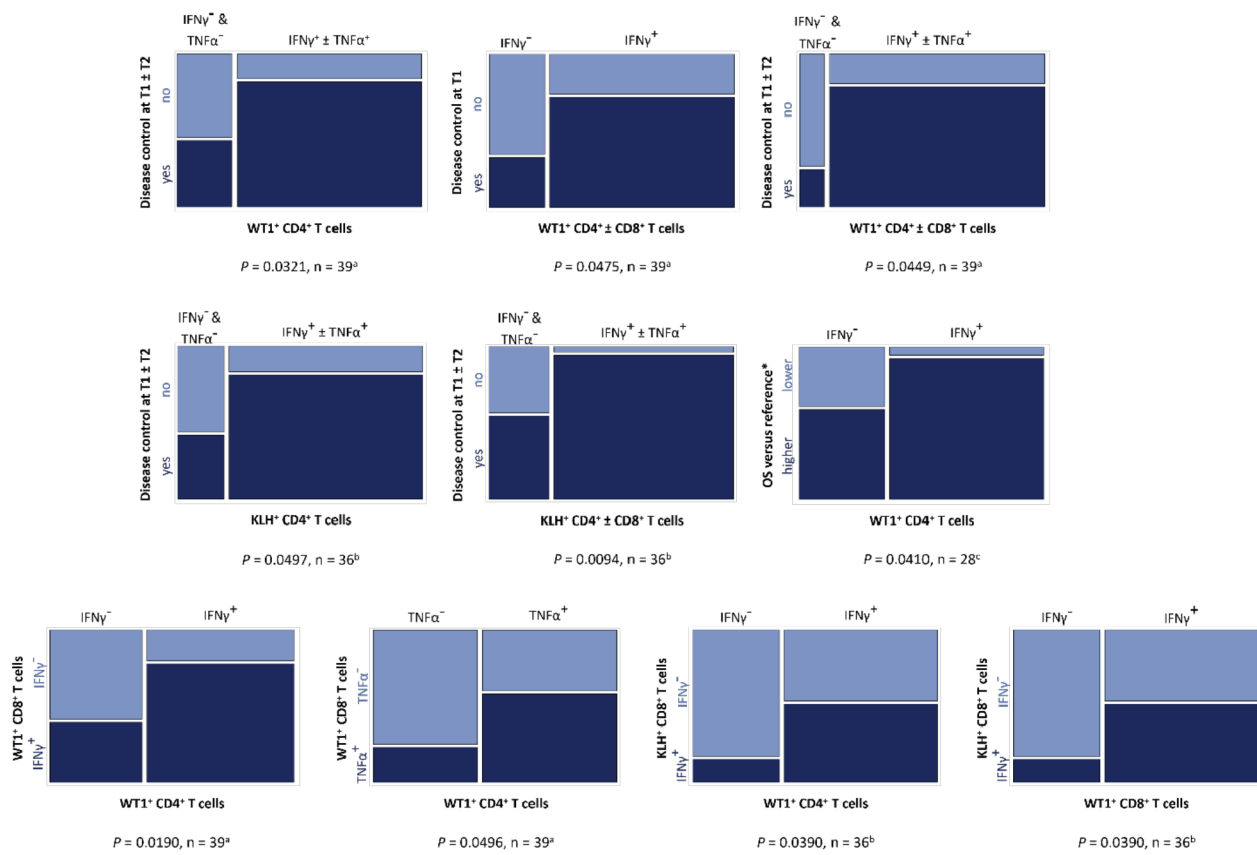 IFNγ⁻ &
TNFα⁻
IFNγ⁺ ± TNFα⁺
Disease control at T1 ± T2
no
yes
WT1⁺ CD4⁺ T cells
P = 0.0321, n = 39ᵃ
IFNγ⁻
IFNγ⁺
Disease control at T1
no
yes
WT1⁺ CD4⁺ ± CD8⁺ T cells
P = 0.0475, n = 39ᵃ
IFNγ⁻ &
TNFα⁻
IFNγ⁺ ± TNFα⁺
Disease control at T1 ± T2
no
yes
WT1⁺ CD4⁺ ± CD8⁺ T cells
P = 0.0449, n = 39ᵃ
IFNγ⁻ &
TNFα⁻
IFNγ⁺ ± TNFα⁺
Disease control at T1 ± T2
no
yes
KLH⁺ CD4⁺ T cells
P = 0.0497, n = 36ᵇ
IFNγ⁻ &
TNFα⁻
IFNγ⁺ ± TNFα⁺
Disease control at T1 ± T2
no
yes
KLH⁺ CD4⁺ ± CD8⁺ T cells
P = 0.0094, n = 36ᵇ
IFNγ⁻
IFNγ⁺
OS versus reference*
lower
higher
WT1⁺ CD4⁺ T cells
P = 0.0410, n = 28ᶜ
IFNγ⁻
IFNγ⁺
WT1⁺ CD8⁺ T cells
IFNγ⁻
IFNγ⁺
WT1⁺ CD4⁺ T cells
P = 0.0190, n = 39ᵃ
TNFα⁻
TNFα⁺
WT1⁺ CD8⁺ T cells
TNFα⁻
TNFα⁺
WT1⁺ CD4⁺ T cells
P = 0.0496, n = 39ᵃ
IFNγ⁻
IFNγ⁺
KLH⁺ CD8⁺ T cells
IFNγ⁻
IFNγ⁺
WT1⁺ CD4⁺ T cells
P = 0.0390, n = 36ᵇ
IFNγ⁻
IFNγ⁺
KLH⁺ CD8⁺ T cells
IFNγ⁻
IFNγ⁺
WT1⁺ CD8⁺ T cells
P = 0.0390, n = 36ᵇ